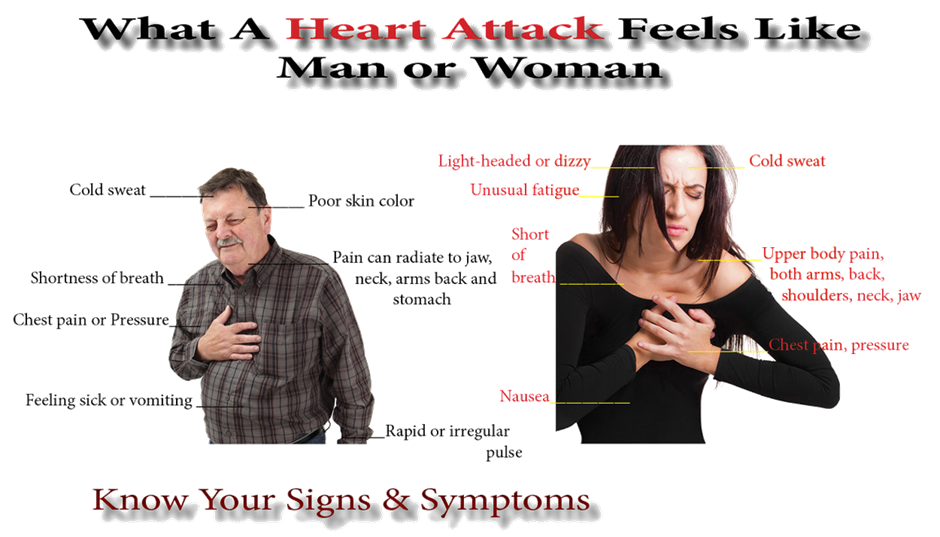 What A Heart Attack Feels Like
Man or Woman
Cold sweat
Poor skin color
Pain can radiate to jaw,
neck, arms back and
stomach
Shortness of breath
Chest pain or Pressure
Feeling sick or vomiting
Rapid or irregular
pulse
Light-headed or dizzy
Cold sweat
Unusual fatigue
Short
of
breath
Upper body pain,
both arms, back,
shoulders, neck, jaw
Chest pain, pressure
Nausea
Know Your Signs & Symptoms